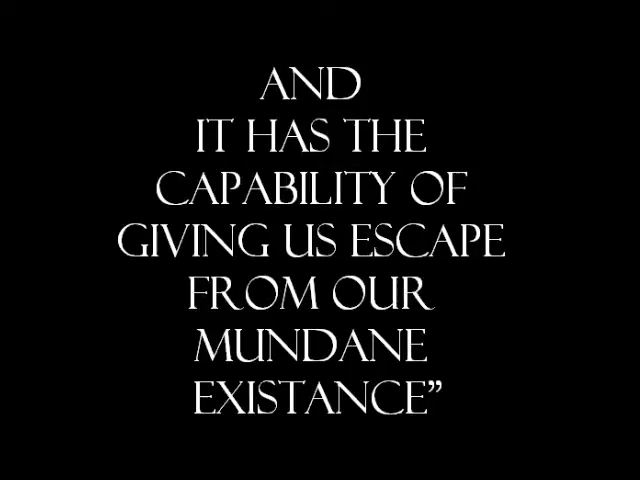 AND
IT HAS THE
CAPABILITY OF
GIVING US ESCAPE
FROM OUR
MUNDANE
EXISTANCE”